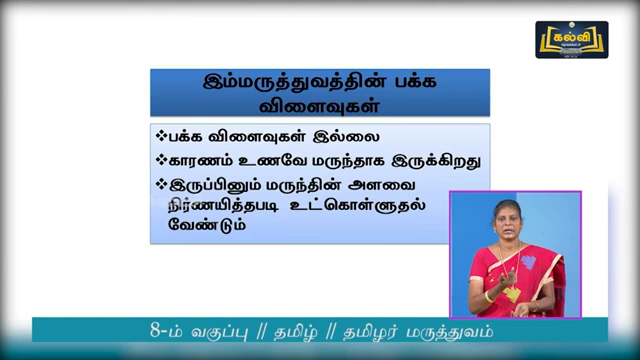 கல்வி
இம்மருத்துவத்தின் பக்க
விளைவுகள்
❖பக்க விளைவுகள் இல்லை
❖காரணம் உணவே மருந்தாக இருக்கிறது
❖இருப்பினும் மருந்தின் அளவை
நிர்ணயித்தபடி உட்கொள்ளுதல்
வேண்டும்
8-ம் வகுப்பு // தமிழ் // தமிழர் மருத்துவம்